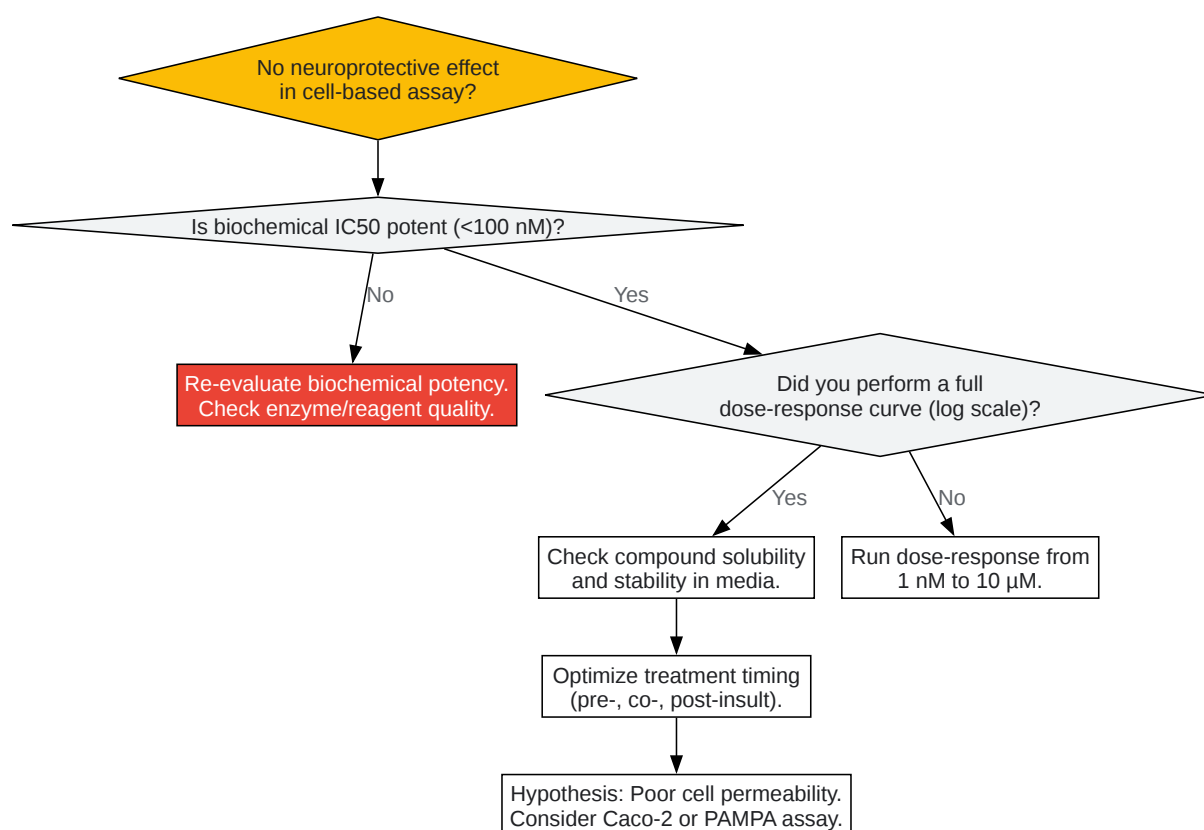 No neuroprotective effect
in cell-based assay?
Is biochemical IC50 potent (<100 nM)?
No
Yes
Re-evaluate biochemical potency.
Check enzyme/reagent quality.
Did you perform a full
dose-response curve (log scale)?
Yes
No
Check compound solubility
and stability in media.
Run dose-response from
1 nM to 10 µM.
Optimize treatment timing
(pre-, co-, post-insult).
Hypothesis: Poor cell permeability.
Consider Caco-2 or PAMPA assay.